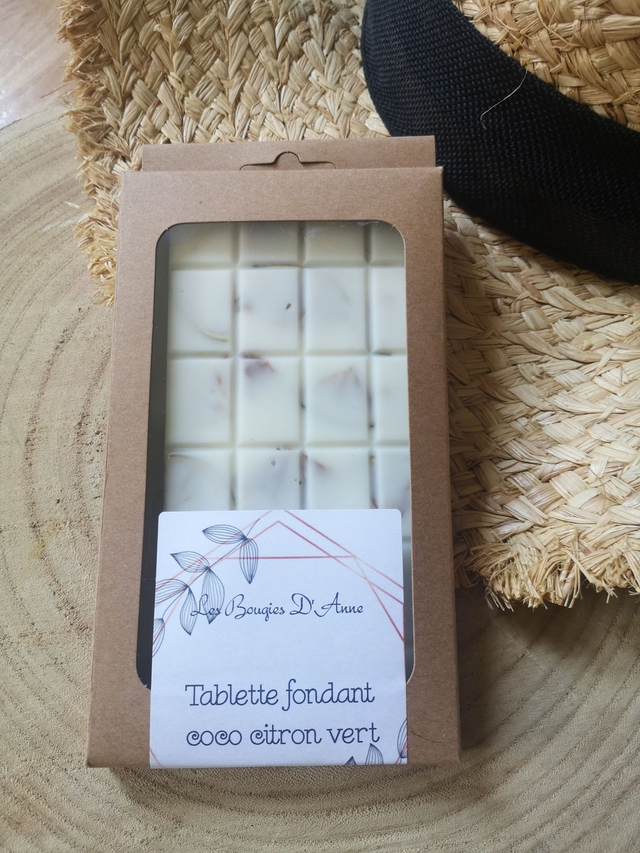 Les Bougies D'Anne
Tablette fondant
coco citron vert